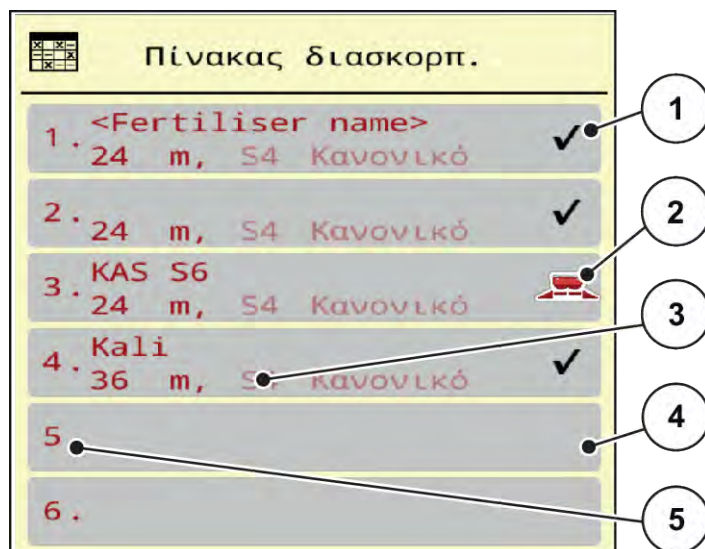 Πίνακας διασκορπ.
1. <Fertiliser name>
24 m, S4 Κανονικό
2.
24 m, S4 Κανονικό
3. KAS S6
24 m, S4 Κανονικό
4. Kali
36 m, S4 Κανονικό
5
6.
1
2
3
4
5